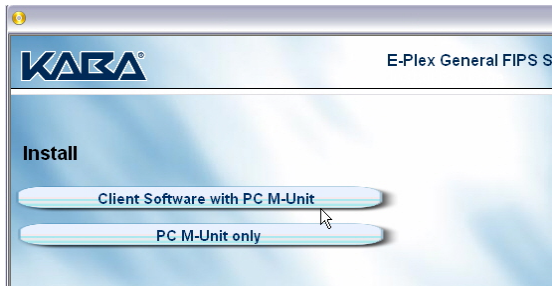 KABA®
E-Plex General FIPS S
Install
Client Software with PC M-Unit
PC M-Unit only